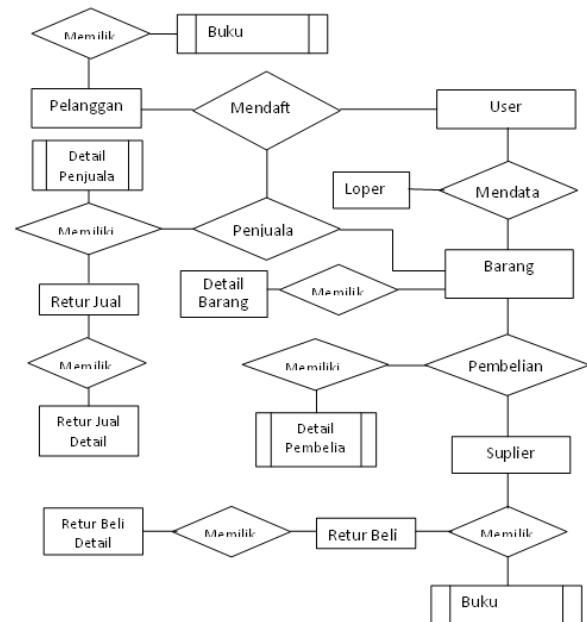 Memilik
Buku
Pelanggan
Mendaft
User
Detail
Penjuala
Loper
Mendata
Memiliki
Penjuala
Barang
Detail
Barang
Memilik
Retur Jual
Memilik
Memiliki
Pembelian
Retur Jual
Detail
Detail
Pembelia
Suplier
Retur Beli
Detail
Memilik
Retur Beli
Memilik
Buku